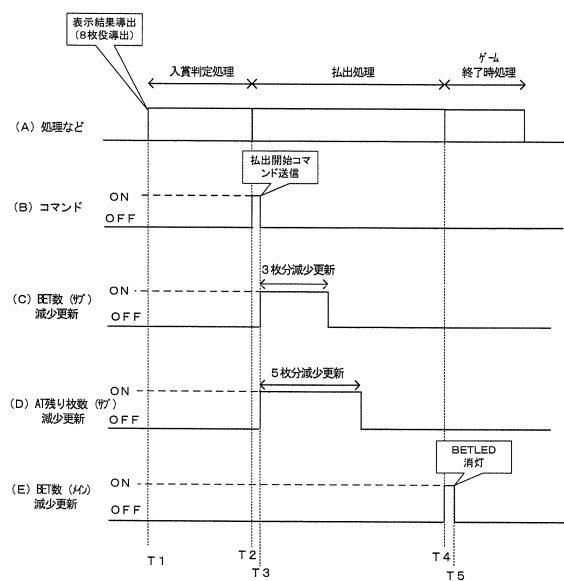 表示結果導出
(8枚役導出)
入賞判定処理
払出処理
ゲーム
終了時処理
(A) 処理など
払出開始コマ
ンド送信
(B) コマンド
ON
OFF
3枚分減少更新
(C) BET数 (サブ)
減少更新
ON
OFF
5枚分減少更新
(D) AT残り枚数 (サブ)
減少更新
ON
OFF
BETLED
消灯
(E) BET数 (メイン)
減少更新
ON
OFF
T1
T2
T3
T4
T5